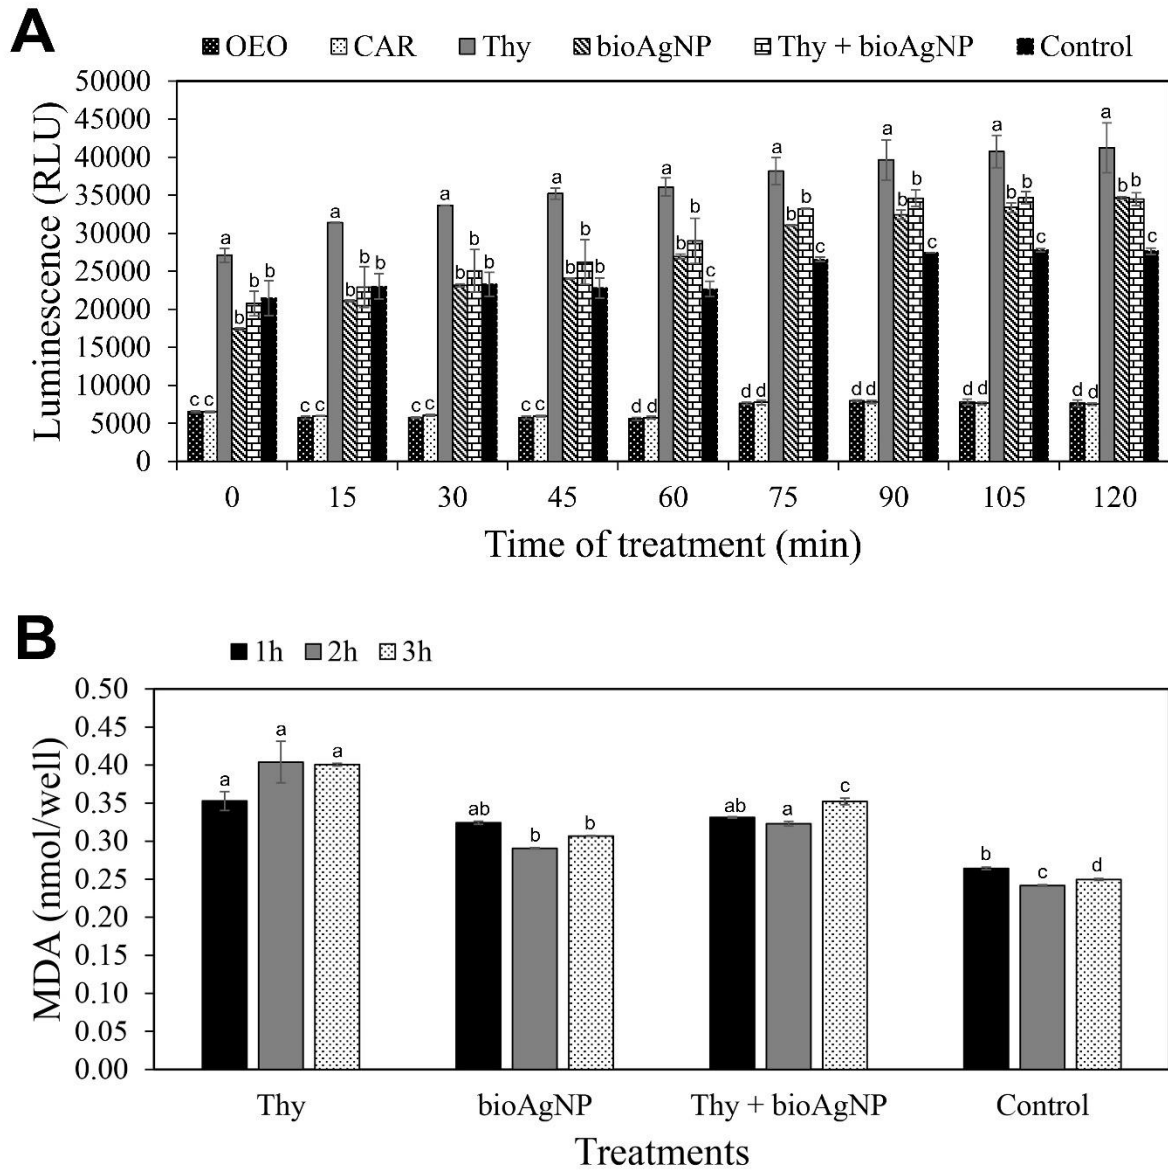 A
OEO CAR Thy bioAgNP Thy + bioAgNP Control
50000
45000
40000
35000
30000
25000
20000
15000
10000
5000
0
Luminescence (RLU)
c c a b b b
c c a b b b
c c a b b b
c c a b b b
d d a b b c
d d a b b c
d d a b b c
d d a b b c
d d a b b c
0 15 30 45 60 75 90 105 120
Time of treatment (min)
B
1h 2h 3h
0.50
0.45
0.40
0.35
0.30
0.25
0.20
0.15
0.10
0.05
0.00
MDA (nmol/well)
a a a
ab b b
ab a c
b c d
Thy bioAgNP Thy + bioAgNP Control
Treatments